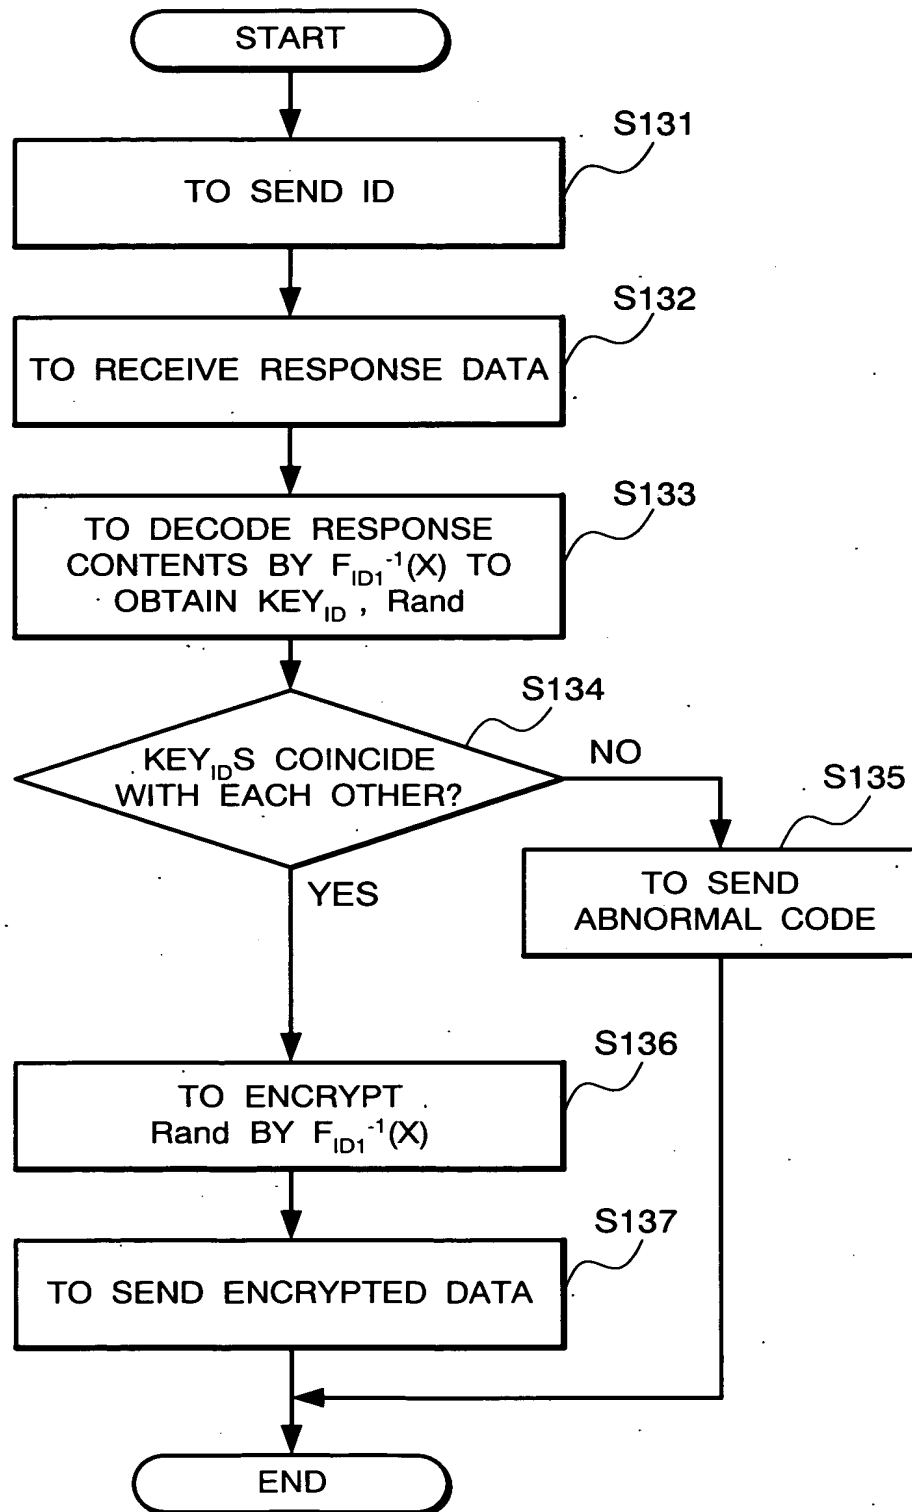 START
S131
TO SEND ID
S132
TO RECEIVE RESPONSE DATA
S133
TO DECODE RESPONSE
CONTENTS BY F_ID1^-1(X) TO
OBTAIN KEY_ID , Rand
S134
KEY_IDS COINCIDE
WITH EACH OTHER?
NO
S135
TO SEND
ABNORMAL CODE
YES
S136
TO ENCRYPT
Rand BY F_ID1^-1(X)
S137
TO SEND ENCRYPTED DATA
END